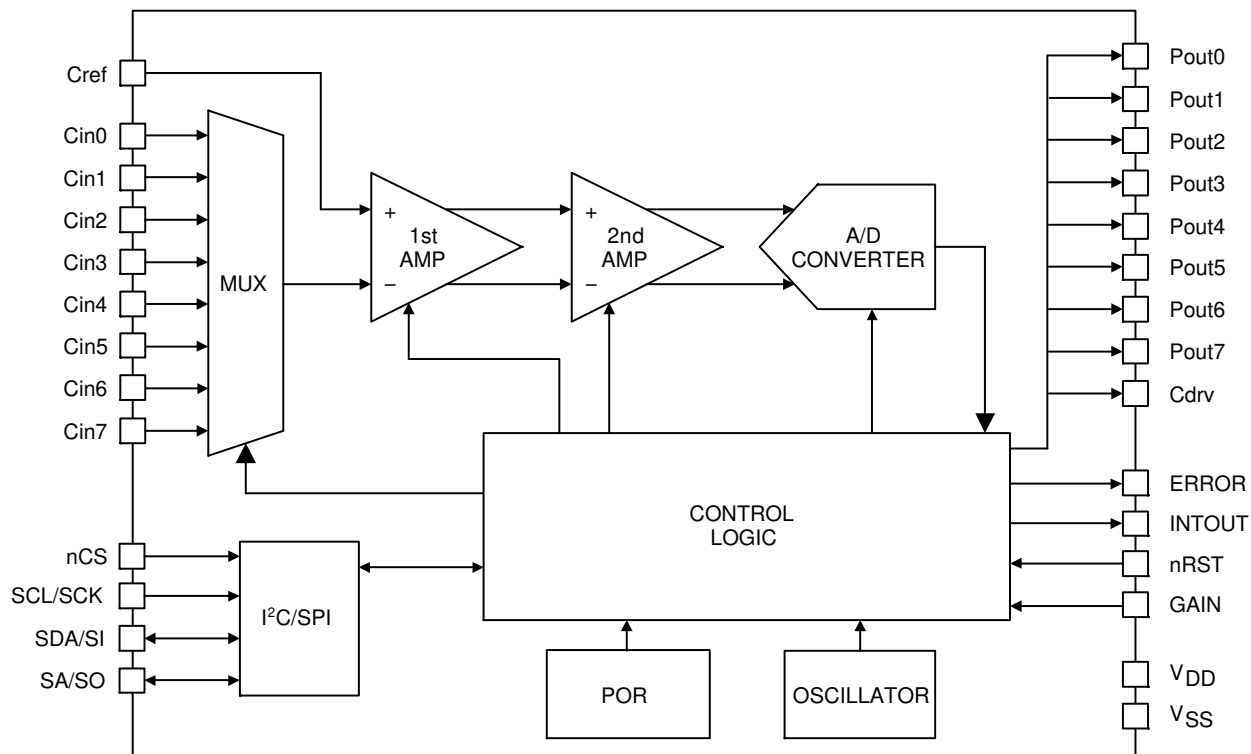 Cref
Cin0
Cin1
Cin2
Cin3
Cin4
Cin5
Cin6
Cin7
MUX
+
−
1st
AMP
+
−
2nd
AMP
A/D
CONVERTER
Pout0
Pout1
Pout2
Pout3
Pout4
Pout5
Pout6
Pout7
Cdrv
ERROR
INTOUT
nRST
GAIN
VDD
VSS
CONTROL
LOGIC
nCS
SCL/SCK
SDA/SI
SA/SO
I²C/SPI
POR
OSCILLATOR